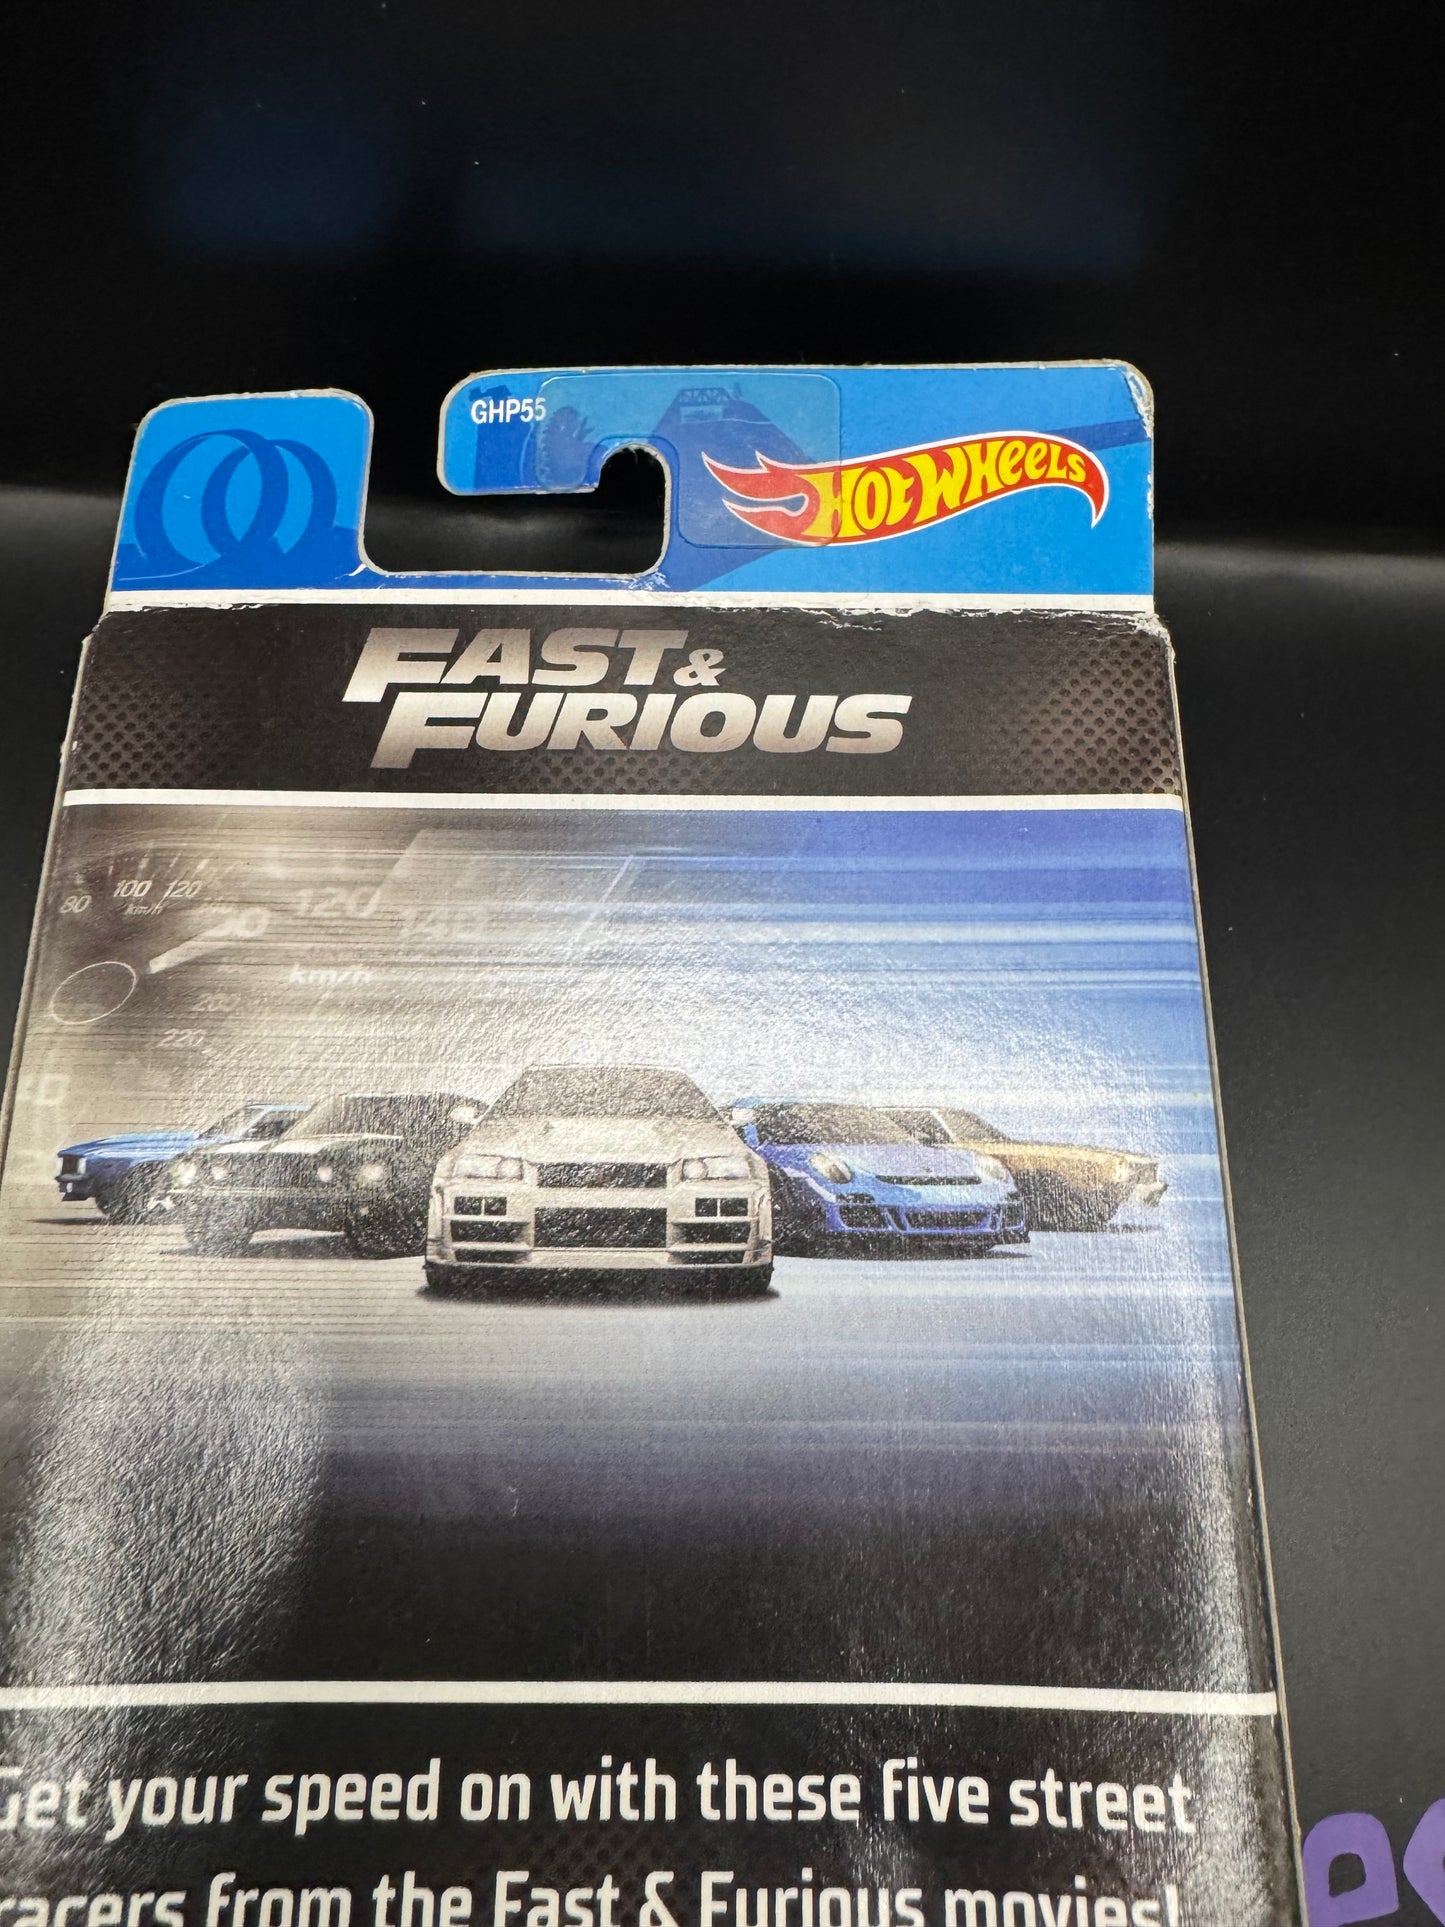 GHP55
HOT WHEELS
FAST &
FURIOUS
80 100 120
km/h
120
140
km/h
200
220
Get your speed on with these five street
racers from the Fast & Furious movies!